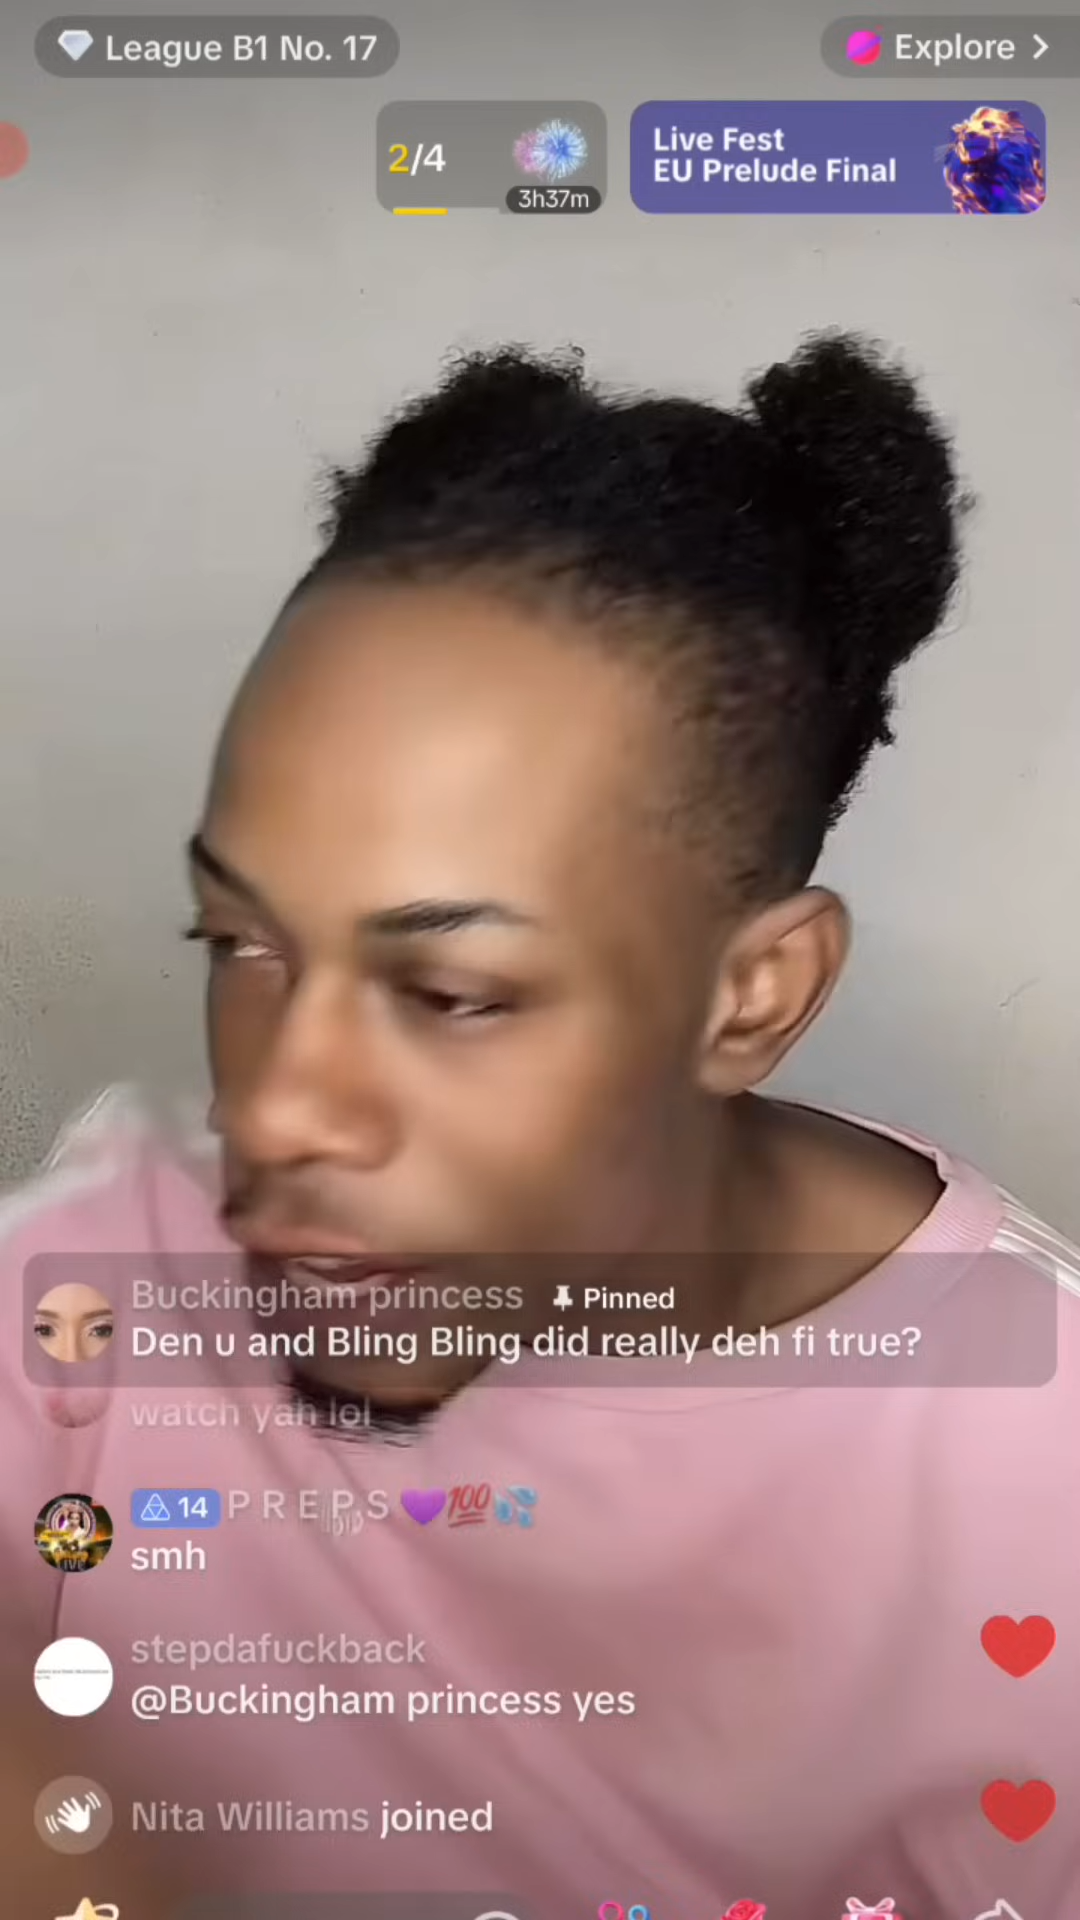 League B1 No. 17
Explore >
2/4
3h37m
Live Fest
EU Prelude Final
Buckingham princess Pinned
Den u and Bling Bling did really deh fi true?
watch yah lol
14 P R E P S 💜💯💦
smh
stepdafuckback
@Buckingham princess yes
Nita Williams joined